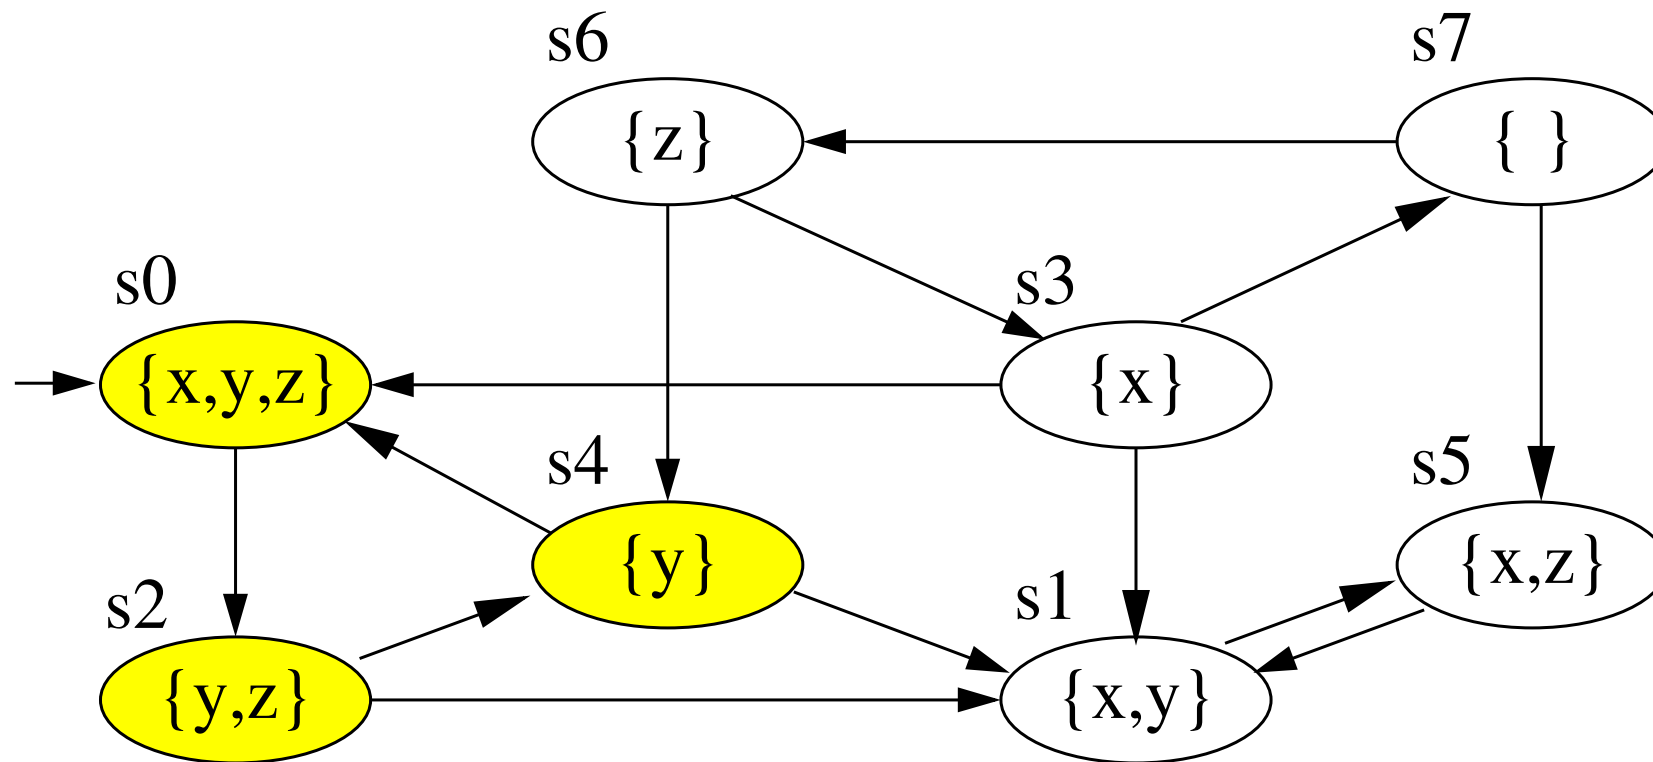 s6
s7
{z}
{ }
s0
s3
{x,y,z}
{x}
s4
s5
{y}
{x,z}
s2
s1
{y,z}
{x,y}